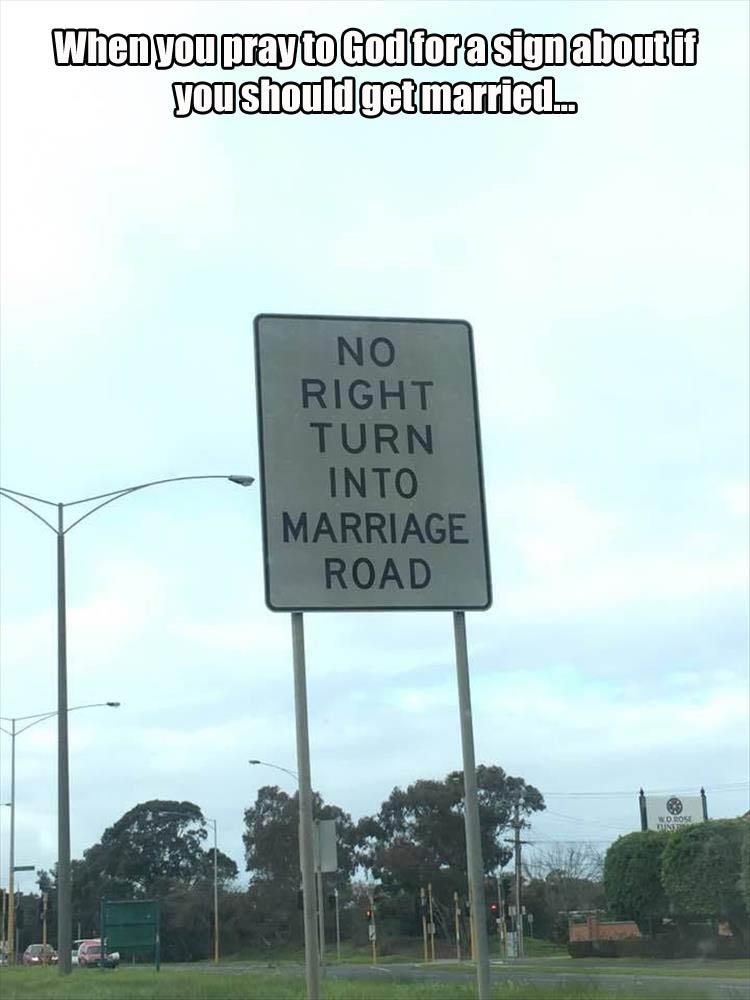 When you pray to God for a sign about if
you should get married...
NO
RIGHT
TURN
INTO
MARRIAGE
ROAD
W.D. ROSE